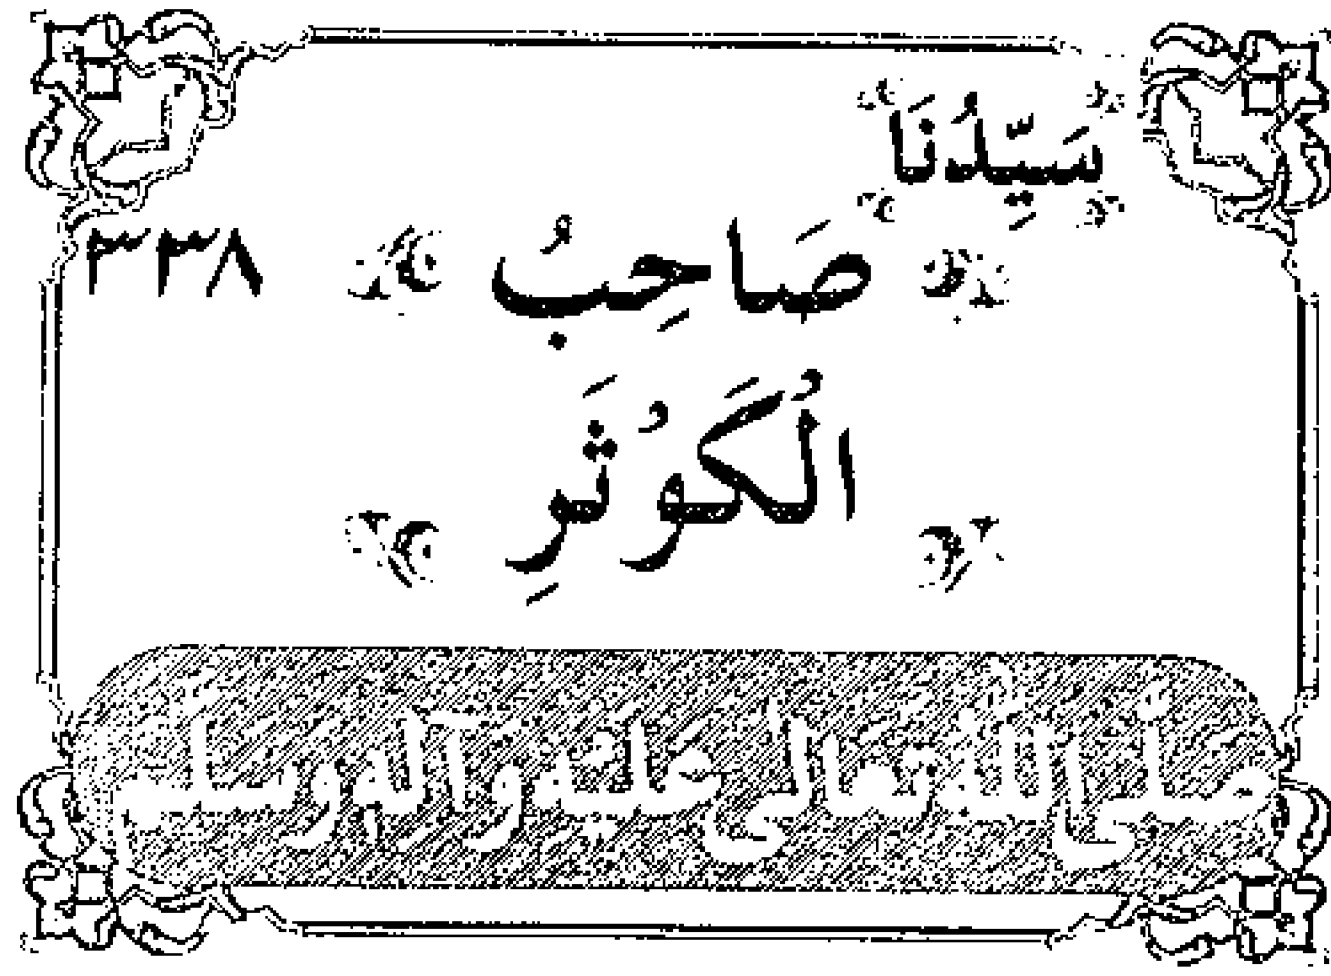 سَيِّدُنَا
صَاحِبُ ٣٣٨
الْكَوْثَرِ
صلى الله تعالى عليه وآله وسلم